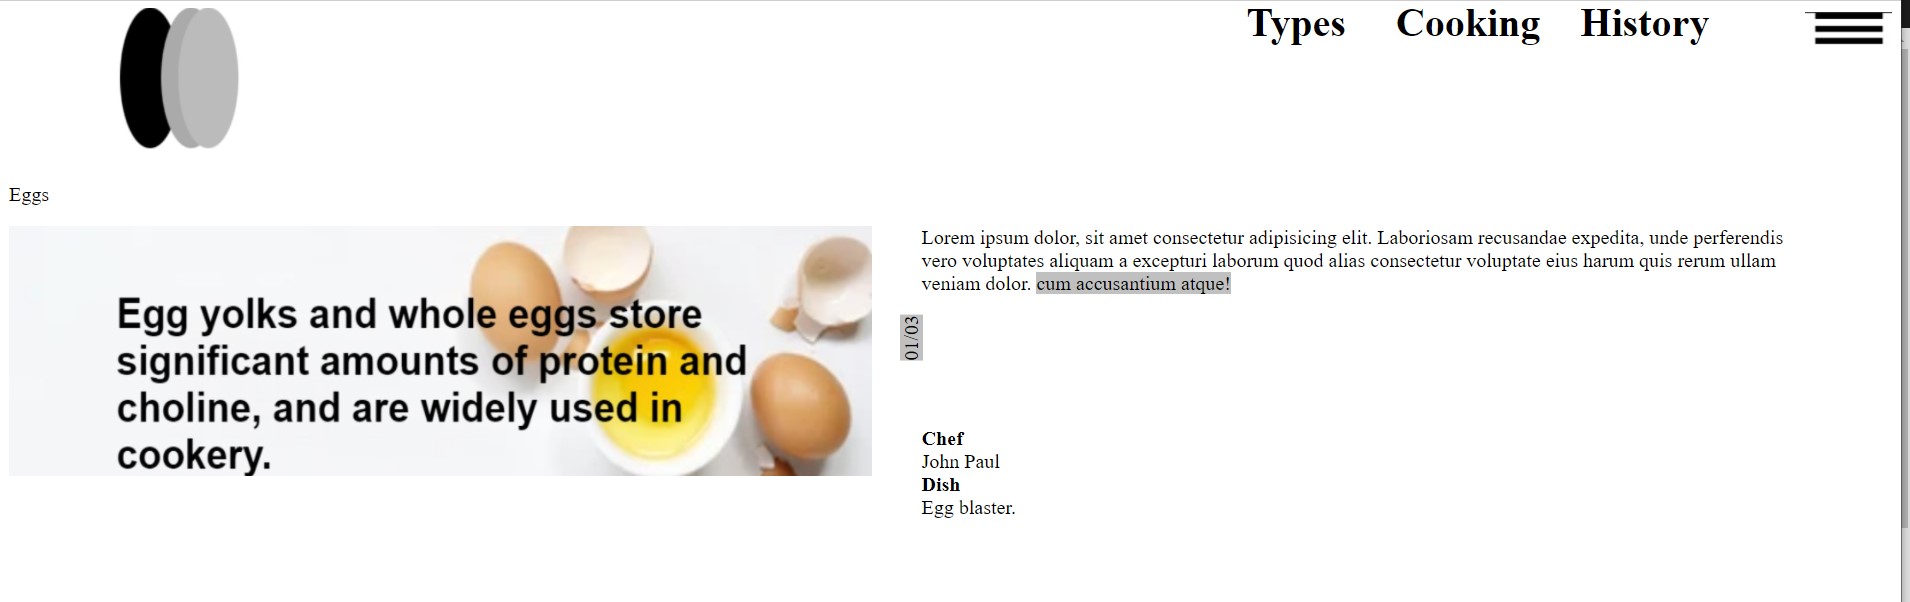 Types Cooking History
Eggs
Egg yolks and whole eggs store
significant amounts of protein and
choline, and are widely used in
cookery.
Lorem ipsum dolor, sit amet consectetur adipisicing elit. Laboriosam recusandae expedita, unde perferendis
vero voluptates aliquam a excepturi laborum quod alias consectetur voluptate eius harum quis rerum ullam
veniam dolor. cum accusantium atque!
01/03
Chef
John Paul
Dish
Egg blaster.